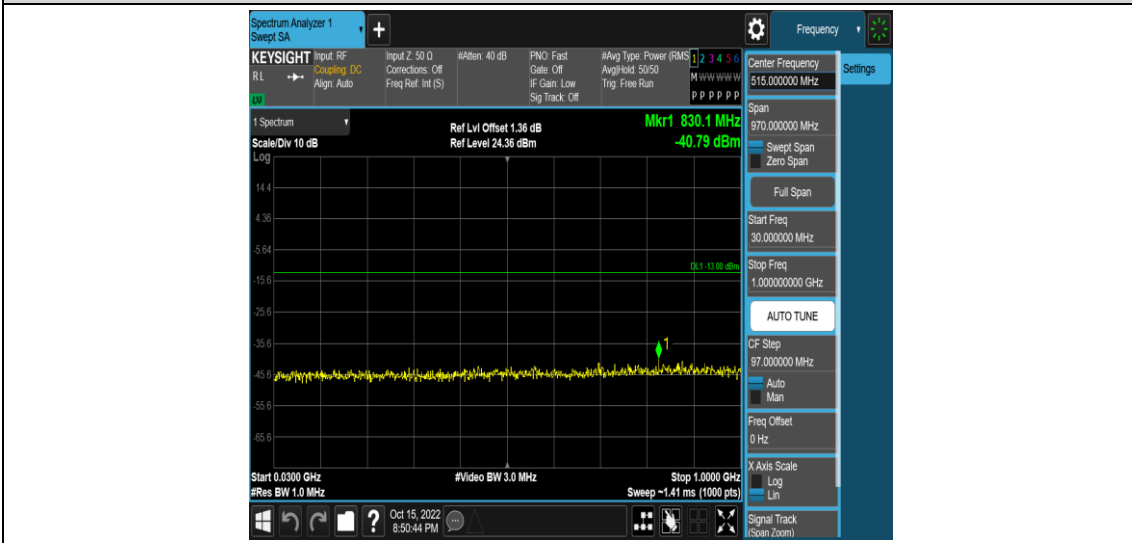 Spectrum Analyzer 1
Swept SA
+
Frequency
KEYSIGHT
RL
LXI
Input: RF
Coupling: DC
Align: Auto
Input Z: 50 Ω
Corrections: Off
Freq Ref: Int (S)
#Atten: 40 dB
PNO: Fast
Gate: Off
IF Gain: Low
Sig Track: Off
#Avg Type: Power (RMS
Avg|Hold: 50/50
Trig: Free Run
1 2 3 4 5 6
M W W W W W
P P P P P P
1 Spectrum
Scale/Div 10 dB
Log
Ref Lvl Offset 1.36 dB
Ref Level 24.36 dBm
Mkr1 830.1 MHz
-40.79 dBm
14.4
4.36
-5.64
DL1 -13.00 dBm
-15.6
-25.6
-35.6
1
-45.6
-55.6
-65.6
Start 0.0300 GHz
#Res BW 1.0 MHz
#Video BW 3.0 MHz
Stop 1.0000 GHz
Sweep ~1.41 ms (1000 pts)
Center Frequency
515.000000 MHz
Settings
Span
970.000000 MHz
Swept Span
Zero Span
Full Span
Start Freq
30.000000 MHz
Stop Freq
1.000000000 GHz
AUTO TUNE
CF Step
97.000000 MHz
Auto
Man
Freq Offset
0 Hz
X Axis Scale
Log
Lin
Signal Track
(Span Zoom)
?
Oct 15, 2022
8:50:44 PM